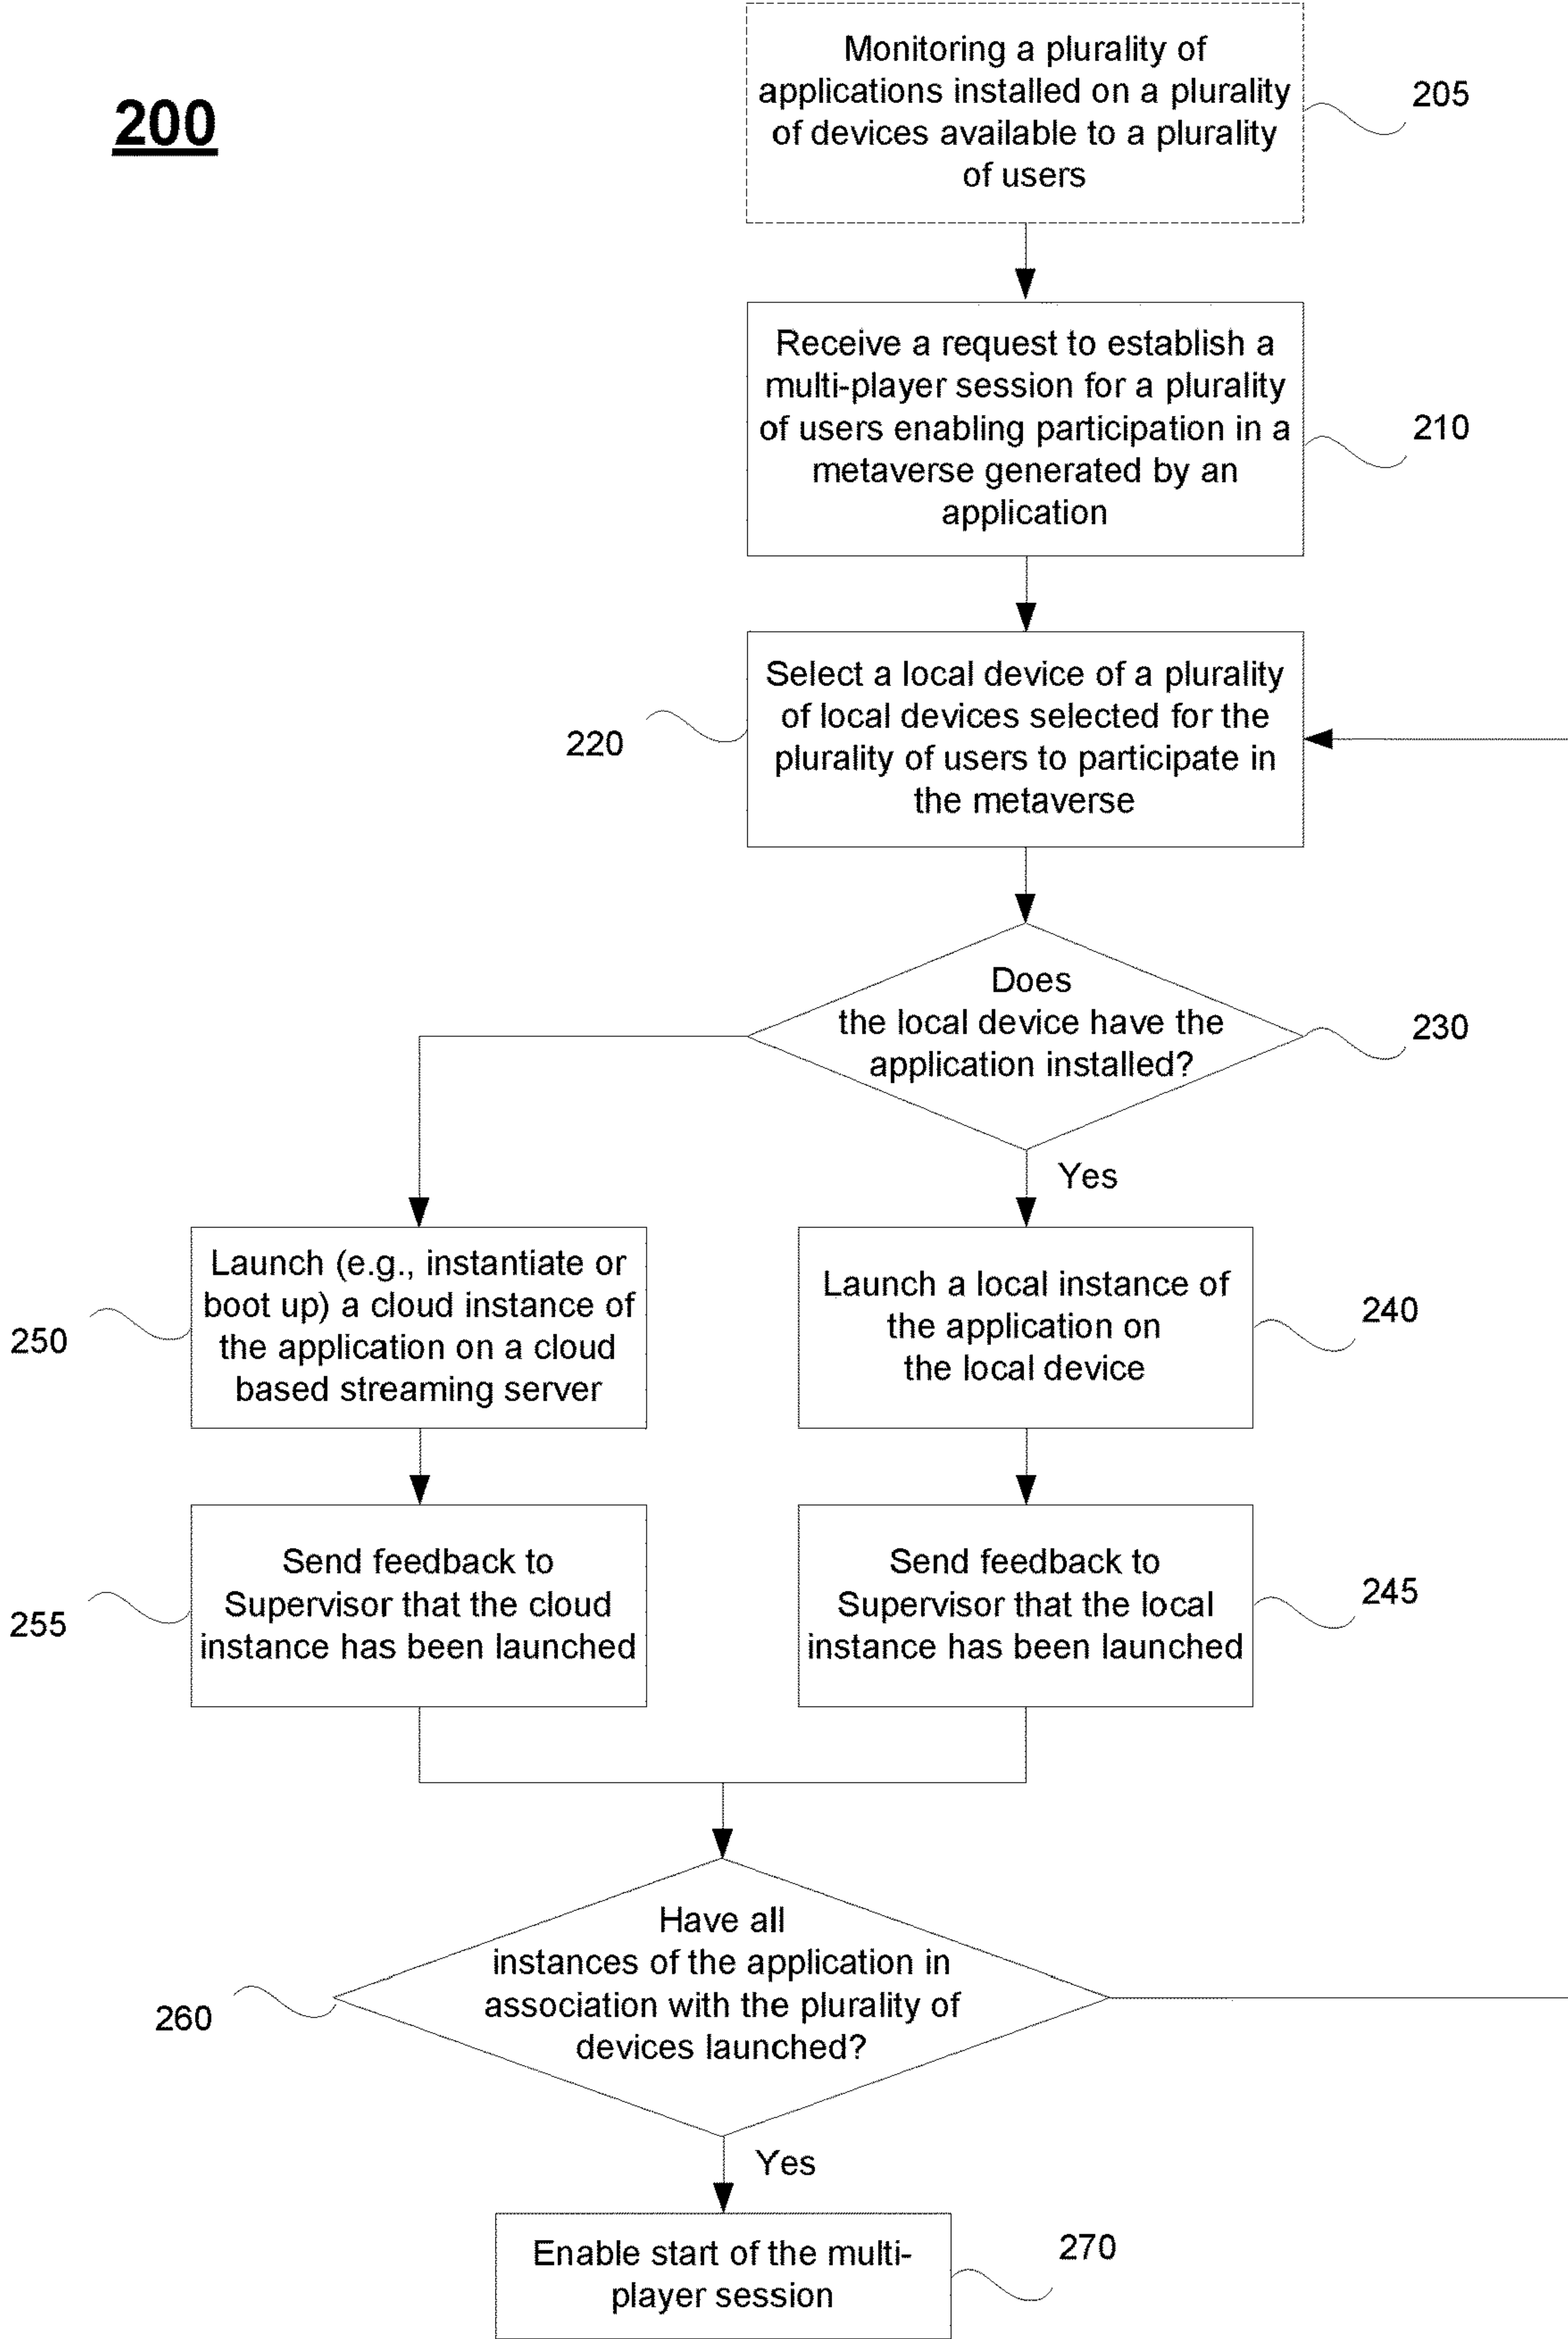 200
Monitoring a plurality of
applications installed on a plurality
of devices available to a plurality
of users
205
Receive a request to establish a
multi-player session for a plurality
of users enabling participation in a
metaverse generated by an
application
210
Select a local device of a plurality
of local devices selected for the
plurality of users to participate in
the metaverse
220
Does
the local device have the
application installed?
230
Yes
Launch (e.g., instantiate or
boot up) a cloud instance of
the application on a cloud
based streaming server
250
Launch a local instance of
the application on
the local device
240
Send feedback to
Supervisor that the cloud
instance has been launched
255
Send feedback to
Supervisor that the local
instance has been launched
245
Have all
instances of the application in
association with the plurality of
devices launched?
260
Yes
Enable start of the multi-
player session
270